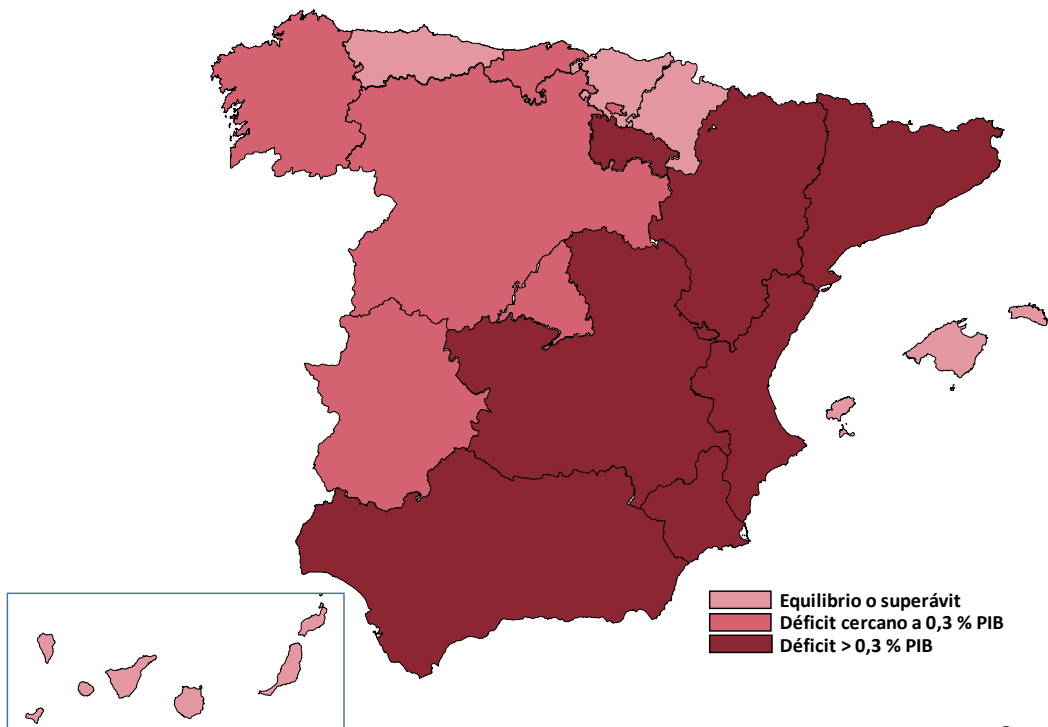 Equilibrio o superávit
Déficit cercano a 0,3 % PIB
Déficit > 0,3 % PIB